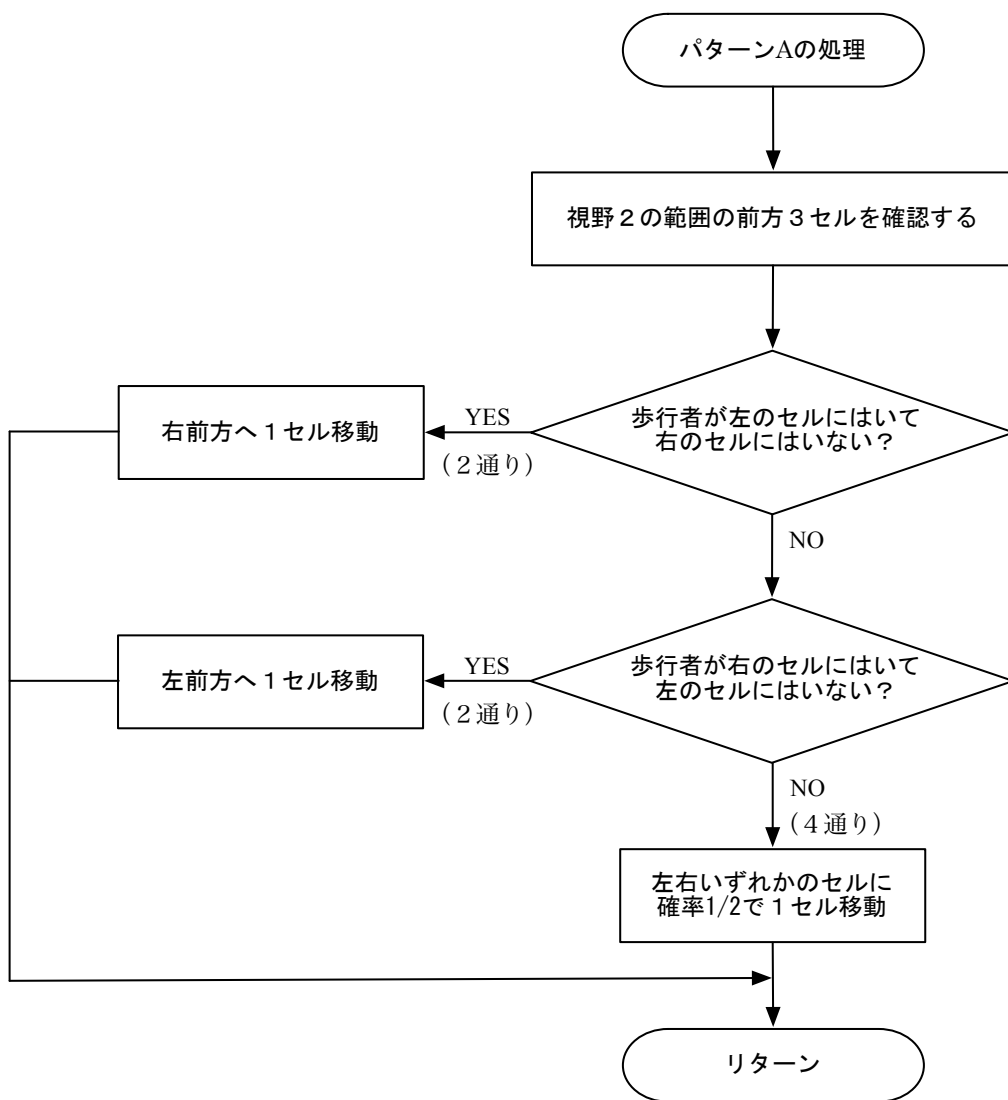 パターンAの処理
視野２の範囲の前方３セルを確認する
歩行者が左のセルにはいて
右のセルにはいない？
YES
（２通り）
右前方へ１セル移動
NO
歩行者が右のセルにはいて
左のセルにはいない？
YES
（２通り）
左前方へ１セル移動
NO
（４通り）
左右いずれかのセルに
確率1/2で１セル移動
リターン